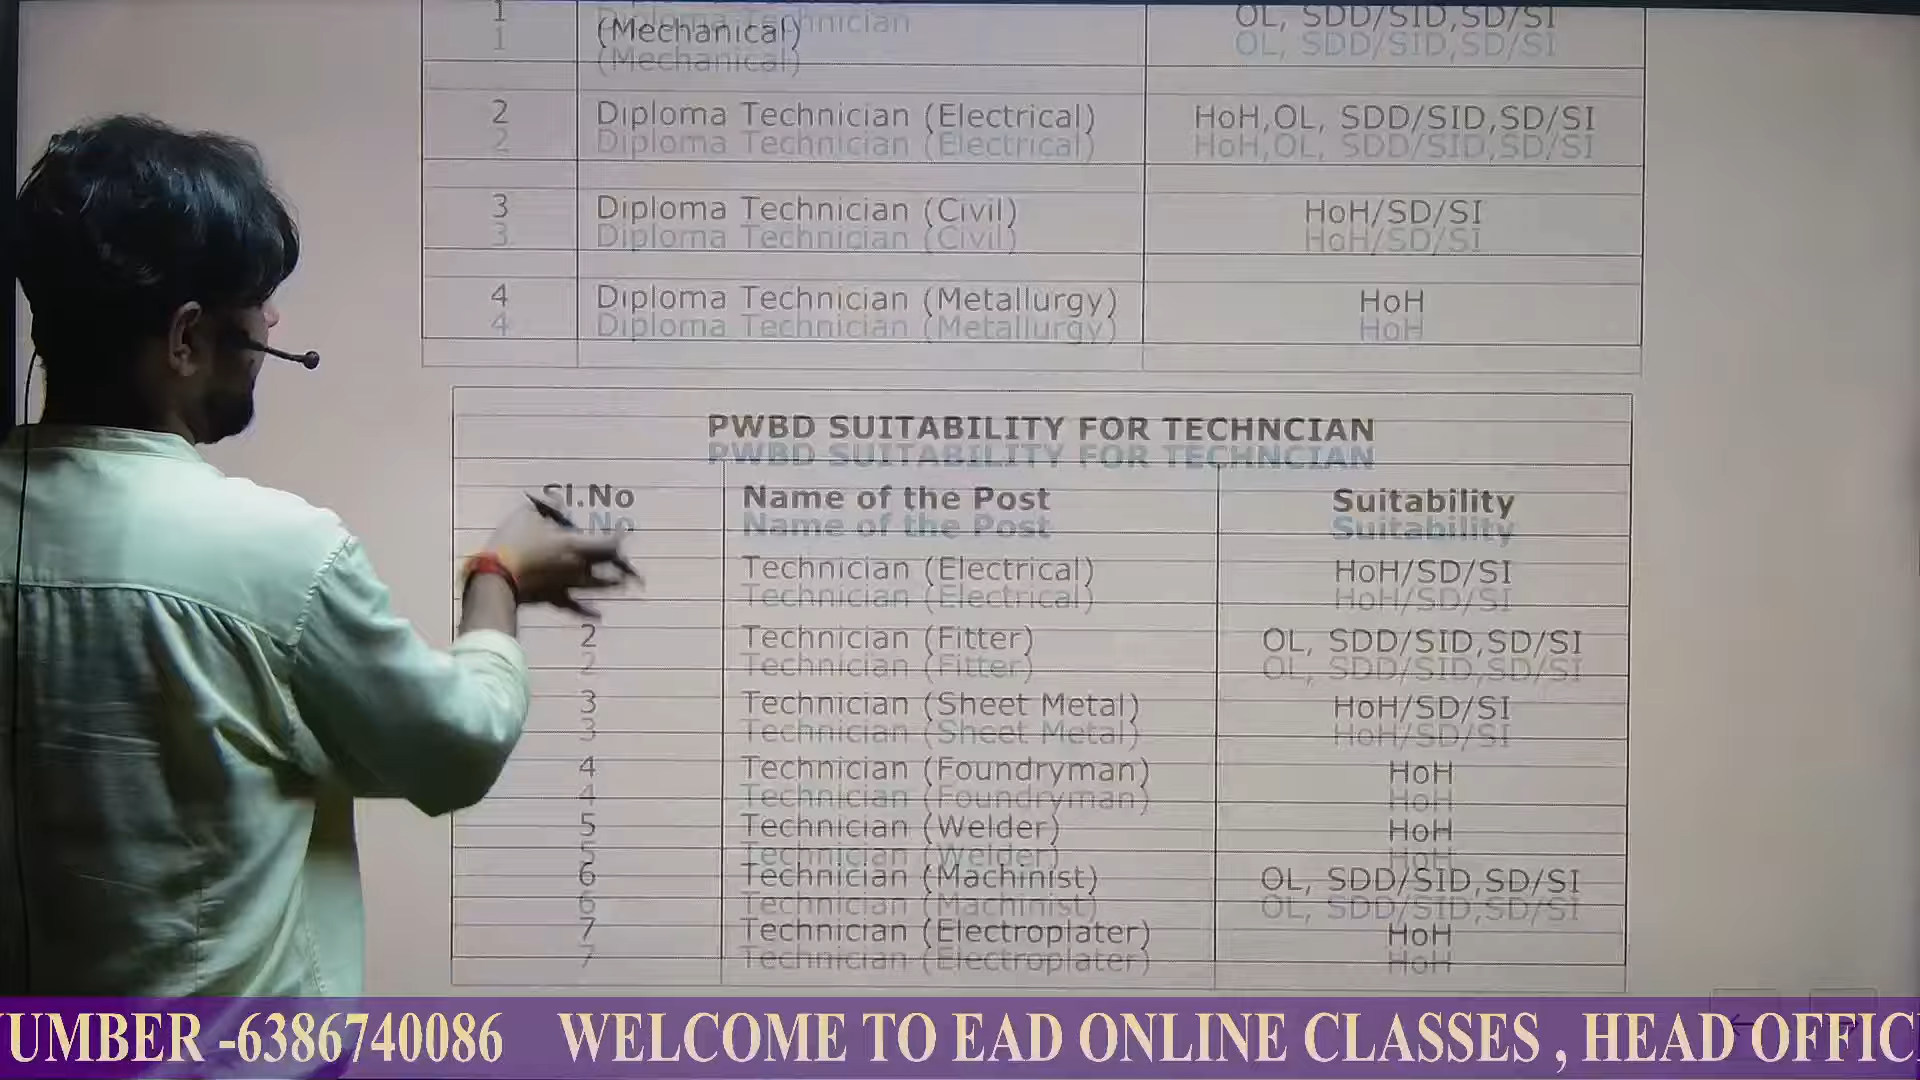 1 Diploma Technician (Mechanical) OL, SDD/SID,SD/SI
2 Diploma Technician (Electrical) HoH,OL, SDD/SID,SD/SI
3 Diploma Technician (Civil) HoH/SD/SI
4 Diploma Technician (Metallurgy) HoH
PWBD SUITABILITY FOR TECHNCIAN
Sl.No Name of the Post Suitability
Technician (Electrical) HoH/SD/SI
2 Technician (Fitter) OL, SDD/SID,SD/SI
3 Technician (Sheet Metal) HoH/SD/SI
4 Technician (Foundryman) HoH
5 Technician (Welder) HoH
6 Technician (Machinist) OL, SDD/SID,SD/SI
7 Technician (Electroplater) HoH
UMBER -6386740086 WELCOME TO EAD ONLINE CLASSES , HEAD OFFIC